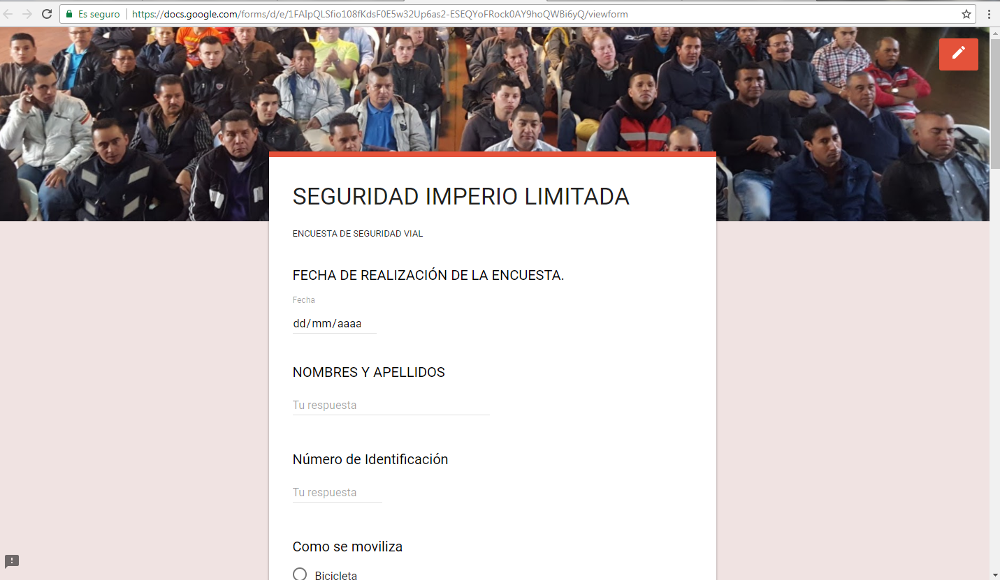 Es seguro
https://docs.google.com/forms/d/e/1FAIpQLSfio108fKdsF0E5w32Up6as2-ESEQYoFRock0AY9hoQWBi6yQ/viewform
SEGURIDAD IMPERIO LIMITADA
ENCUESTA DE SEGURIDAD VIAL
FECHA DE REALIZACIÓN DE LA ENCUESTA.
Fecha
dd/mm/aaaa
NOMBRES Y APELLIDOS
Tu respuesta
Número de Identificación
Tu respuesta
Como se moviliza
Bicicleta